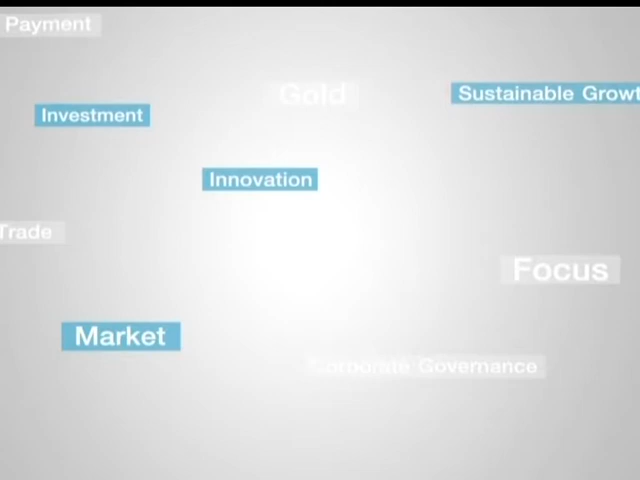 Payment
Gold
Sustainable Growt
Investment
Innovation
Trade
Focus
Market
Corporate Governance